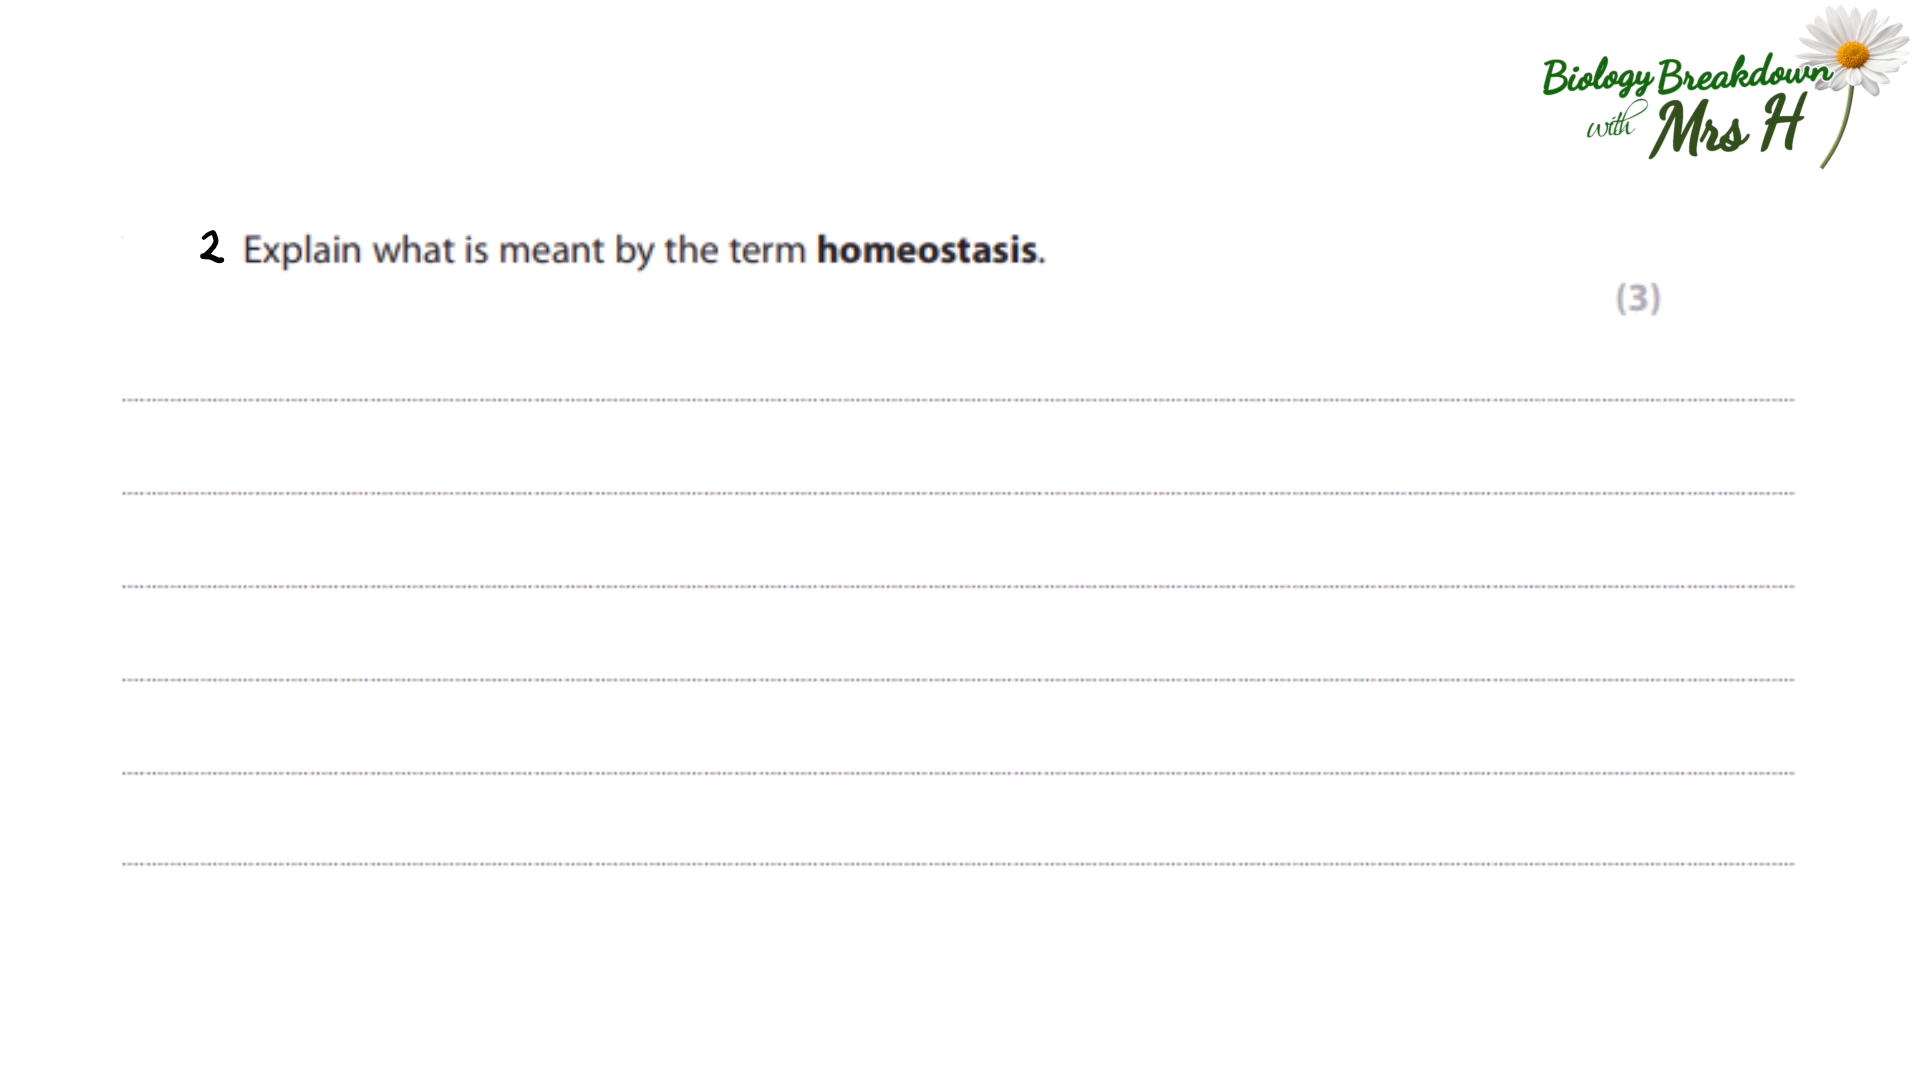 Biology Breakdown
with Mrs H
2 Explain what is meant by the term homeostasis.
(3)